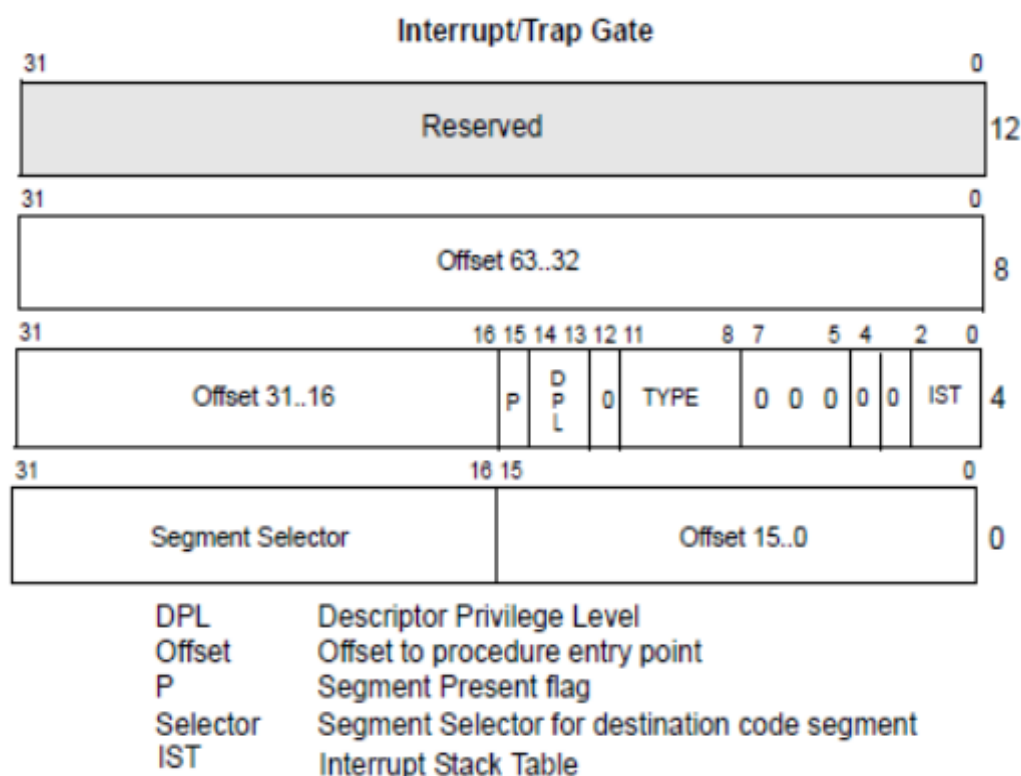 Interrupt/Trap Gate
31 0
Reserved 12
31 0
Offset 63..32 8
31 16 15 14 13 12 11 8 7 5 4 2 0
Offset 31..16 P DPL 0 TYPE 0 0 0 0 0 IST 4
31 16 15 0
Segment Selector Offset 15..0 0
DPL Descriptor Privilege Level
Offset Offset to procedure entry point
P Segment Present flag
Selector Segment Selector for destination code segment
IST Interrupt Stack Table